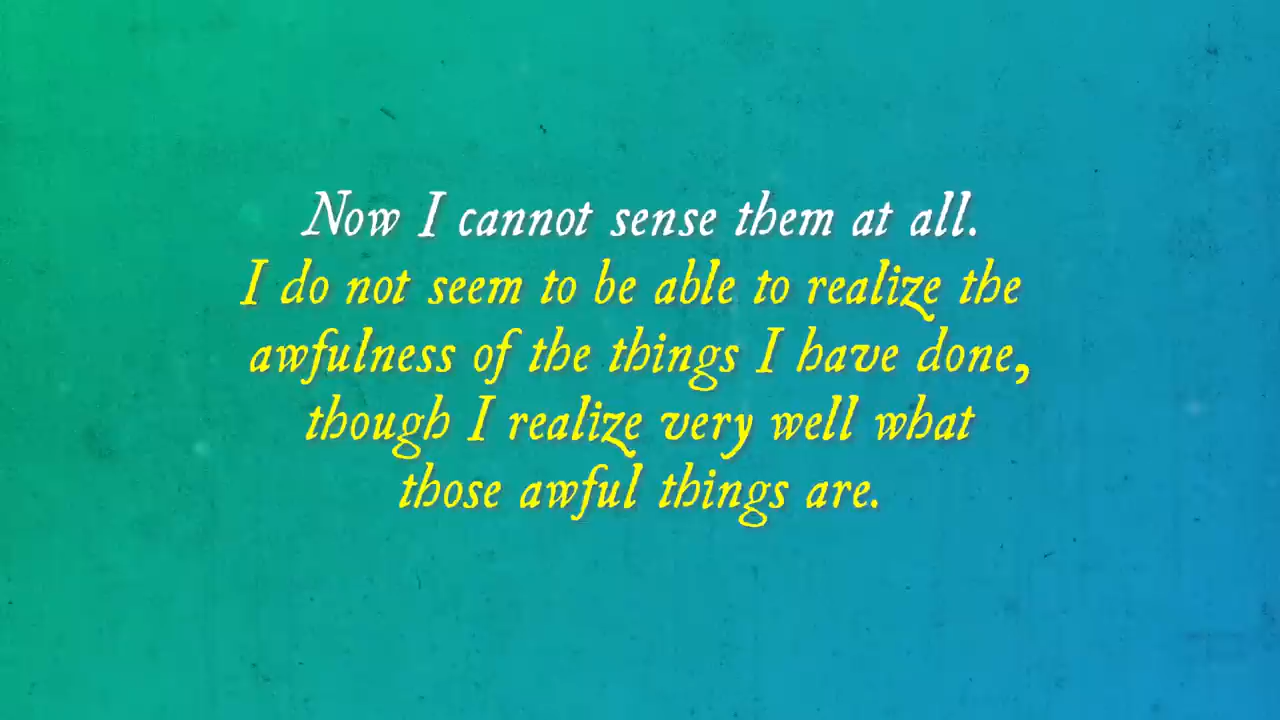 Now I cannot sense them at all.
I do not seem to be able to realize the
awfulness of the things I have done,
though I realize very well what
those awful things are.